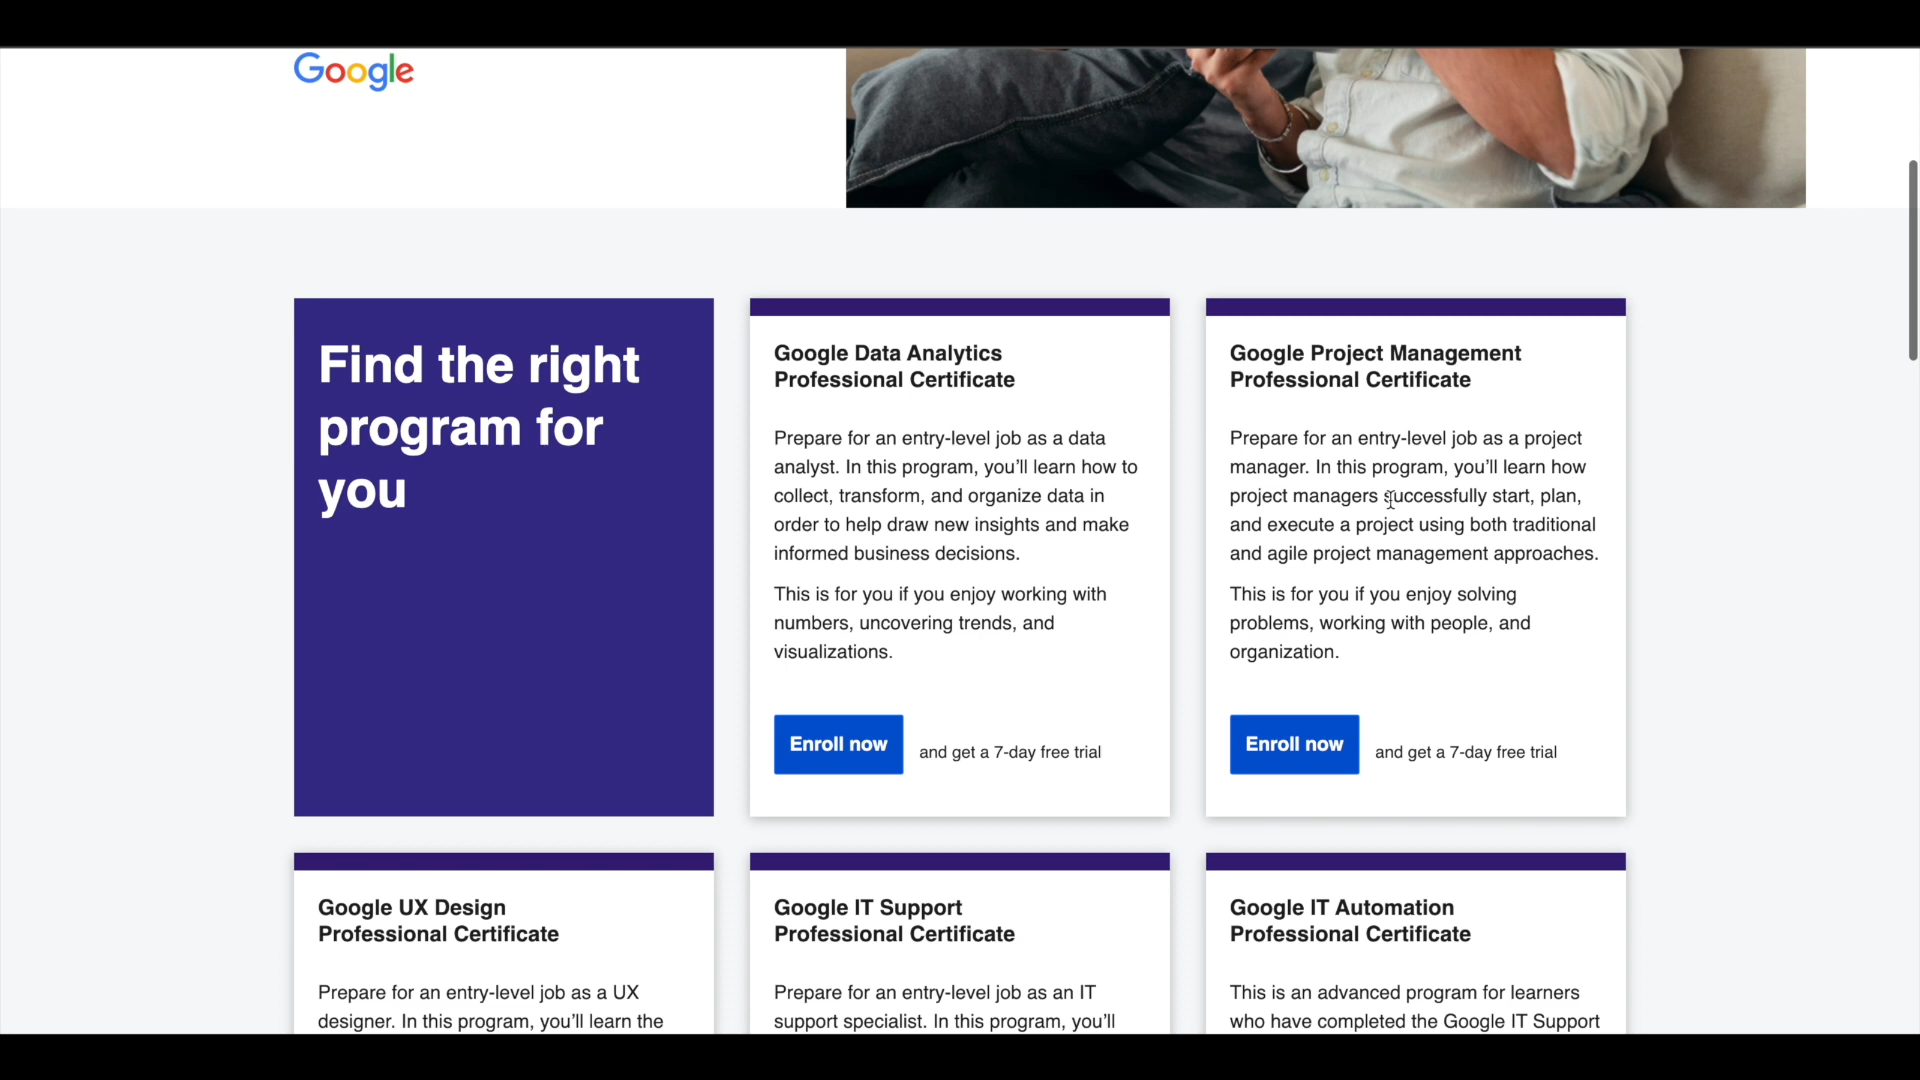 Google
Find the right
program for
you
Google Data Analytics
Professional Certificate
Prepare for an entry-level job as a data
analyst. In this program, you’ll learn how to
collect, transform, and organize data in
order to help draw new insights and make
informed business decisions.
This is for you if you enjoy working with
numbers, uncovering trends, and
visualizations.
Enroll now
and get a 7-day free trial
Google Project Management
Professional Certificate
Prepare for an entry-level job as a project
manager. In this program, you’ll learn how
project managers successfully start, plan,
and execute a project using both traditional
and agile project management approaches.
This is for you if you enjoy solving
problems, working with people, and
organization.
Enroll now
and get a 7-day free trial
Google UX Design
Professional Certificate
Prepare for an entry-level job as a UX
designer. In this program, you’ll learn the
Google IT Support
Professional Certificate
Prepare for an entry-level job as an IT
support specialist. In this program, you’ll
Google IT Automation
Professional Certificate
This is an advanced program for learners
who have completed the Google IT Support